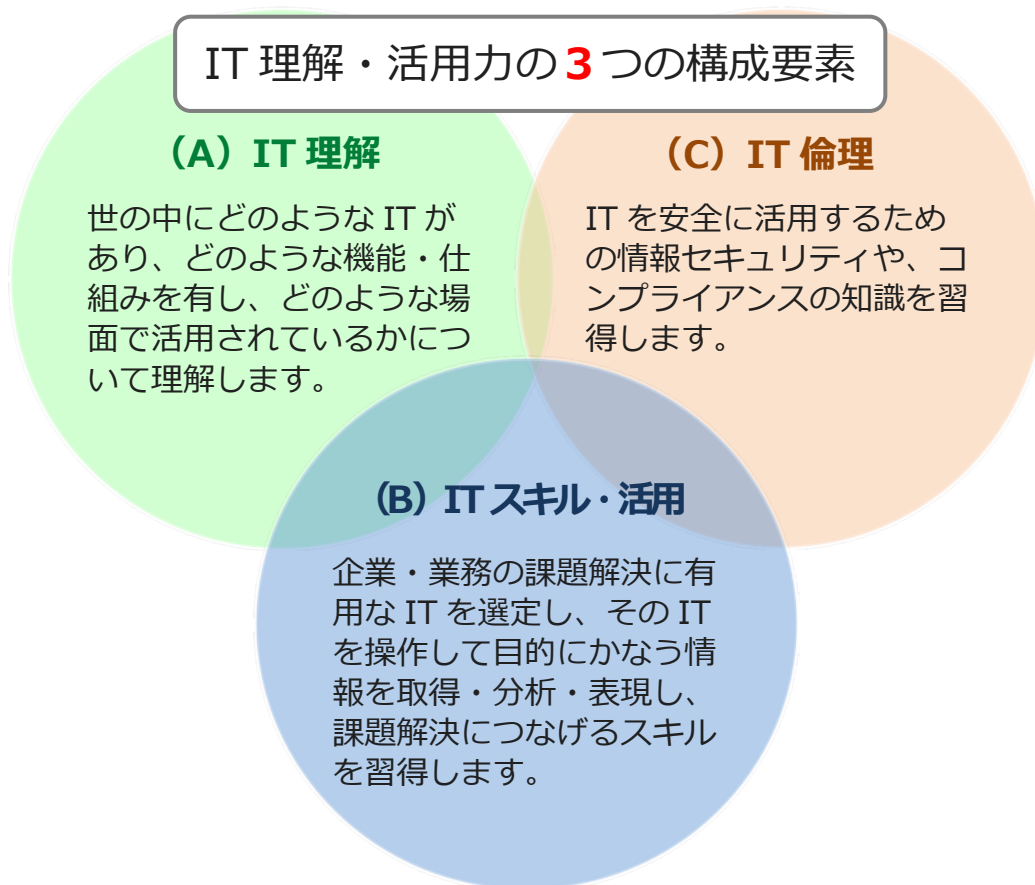 IT 理解・活用力の3つの構成要素
（A）IT 理解
世の中にどのような IT が
あり、どのような機能・仕
組みを有し、どのような場
面で活用されているかにつ
いて理解します。
（C）IT 倫理
IT を安全に活用するため
の情報セキュリティや、コ
ンプライアンスの知識を習
得します。
（B）IT スキル・活用
企業・業務の課題解決に有
用な IT を選定し、その IT
を操作して目的にかなう情
報を取得・分析・表現し、
課題解決につなげるスキル
を習得します。